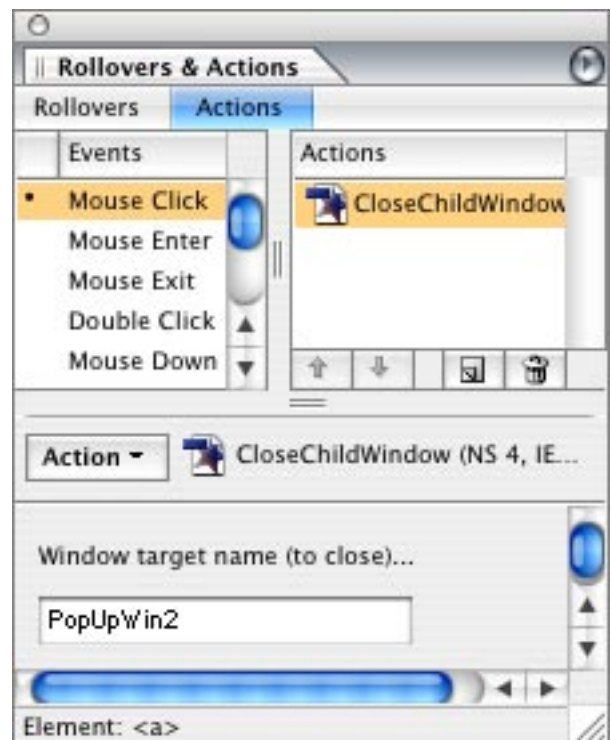 Rollovers & Actions
Rollovers Actions
Events Actions
Mouse Click CloseChildWindow
Mouse Enter
Mouse Exit
Double Click
Mouse Down
Action CloseChildWindow (NS 4, IE...
Window target name (to close)...
PopUpWin2
Element: <a>